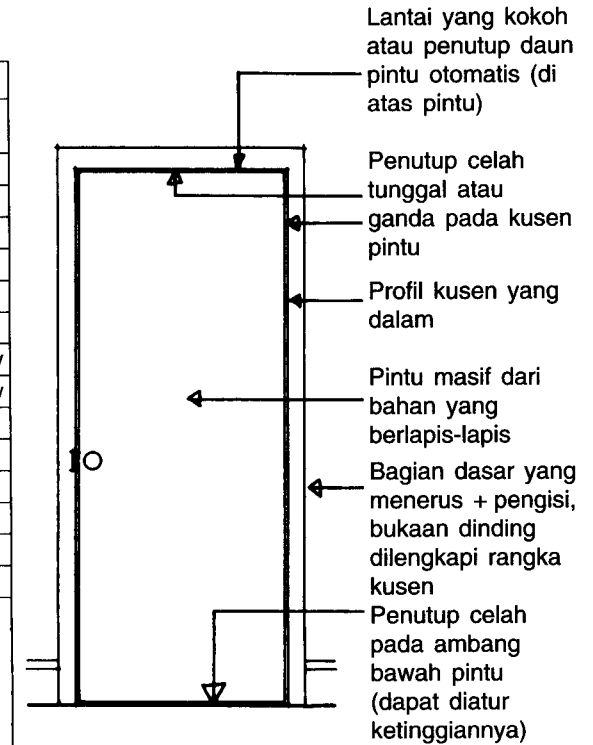 Lantai yang kokoh
atau penutup daun
pintu otomatis (di
atas pintu)
Penutup celah
tunggal atau
ganda pada kusen
pintu
Profil kusen yang
dalam
Pintu masif dari
bahan yang
berlapis-lapis
Bagian dasar yang
menerus + pengisi,
bukaan dinding
dilengkapi rangka
kusen
Penutup celah
pada ambang
bawah pintu
(dapat diatur
ketinggiannya)